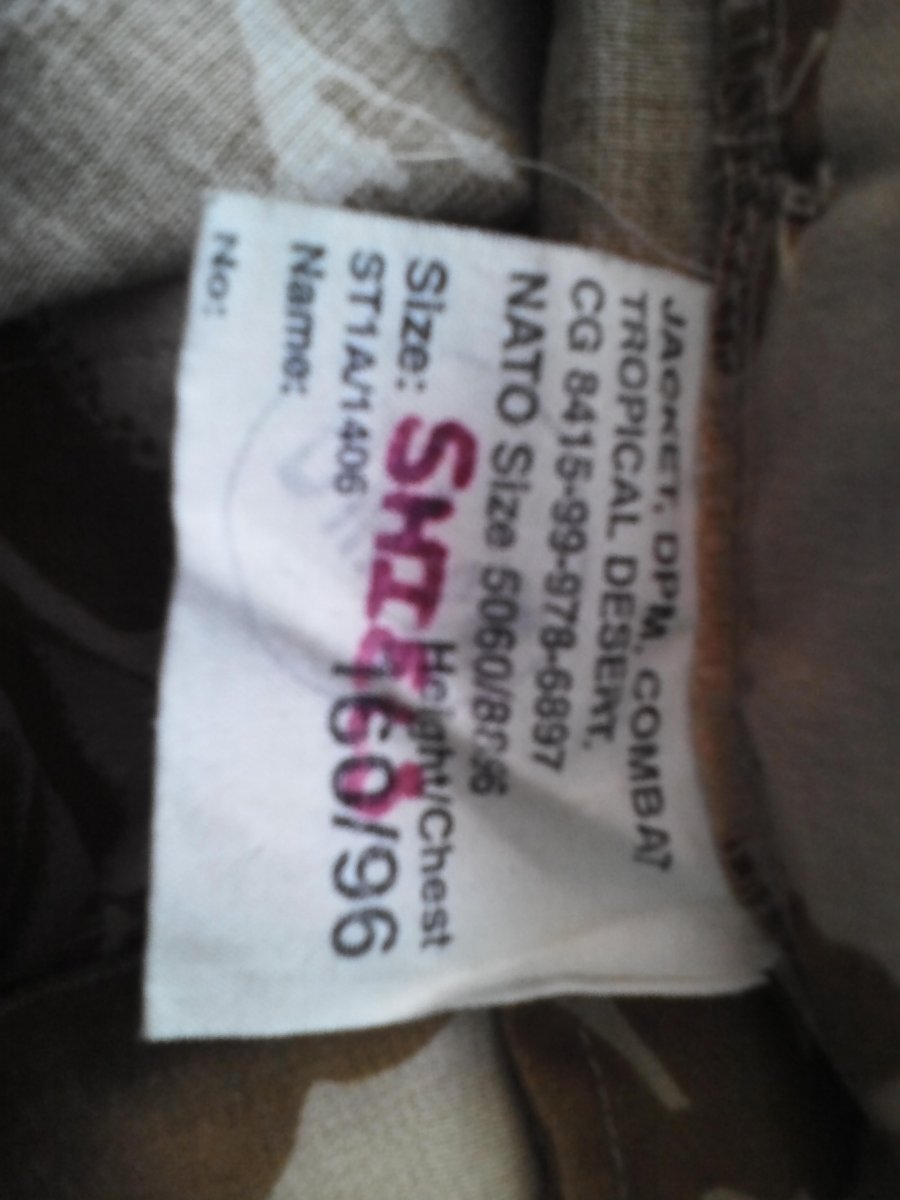 JACKET, DPM, COMBAT
TROPICAL DESERT.
CG 8415-99-978-6897
NATO Size
Size: Height/Chest
ST1A/1406 160/96
Name:
No: